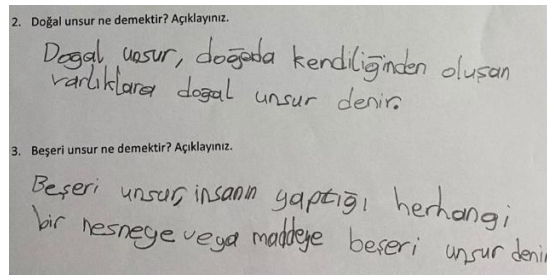 2. Doğal unsur ne demektir? Açıklayınız.
Dogal unsur, doğada kendiliğinden oluşan
varlıklara doğal unsur denir.
3. Beşeri unsur ne demektir? Açıklayınız.
Beşeri unsur, insanın yaptığı herhangi
bir nesneye veya maddeye beşeri unsur denir